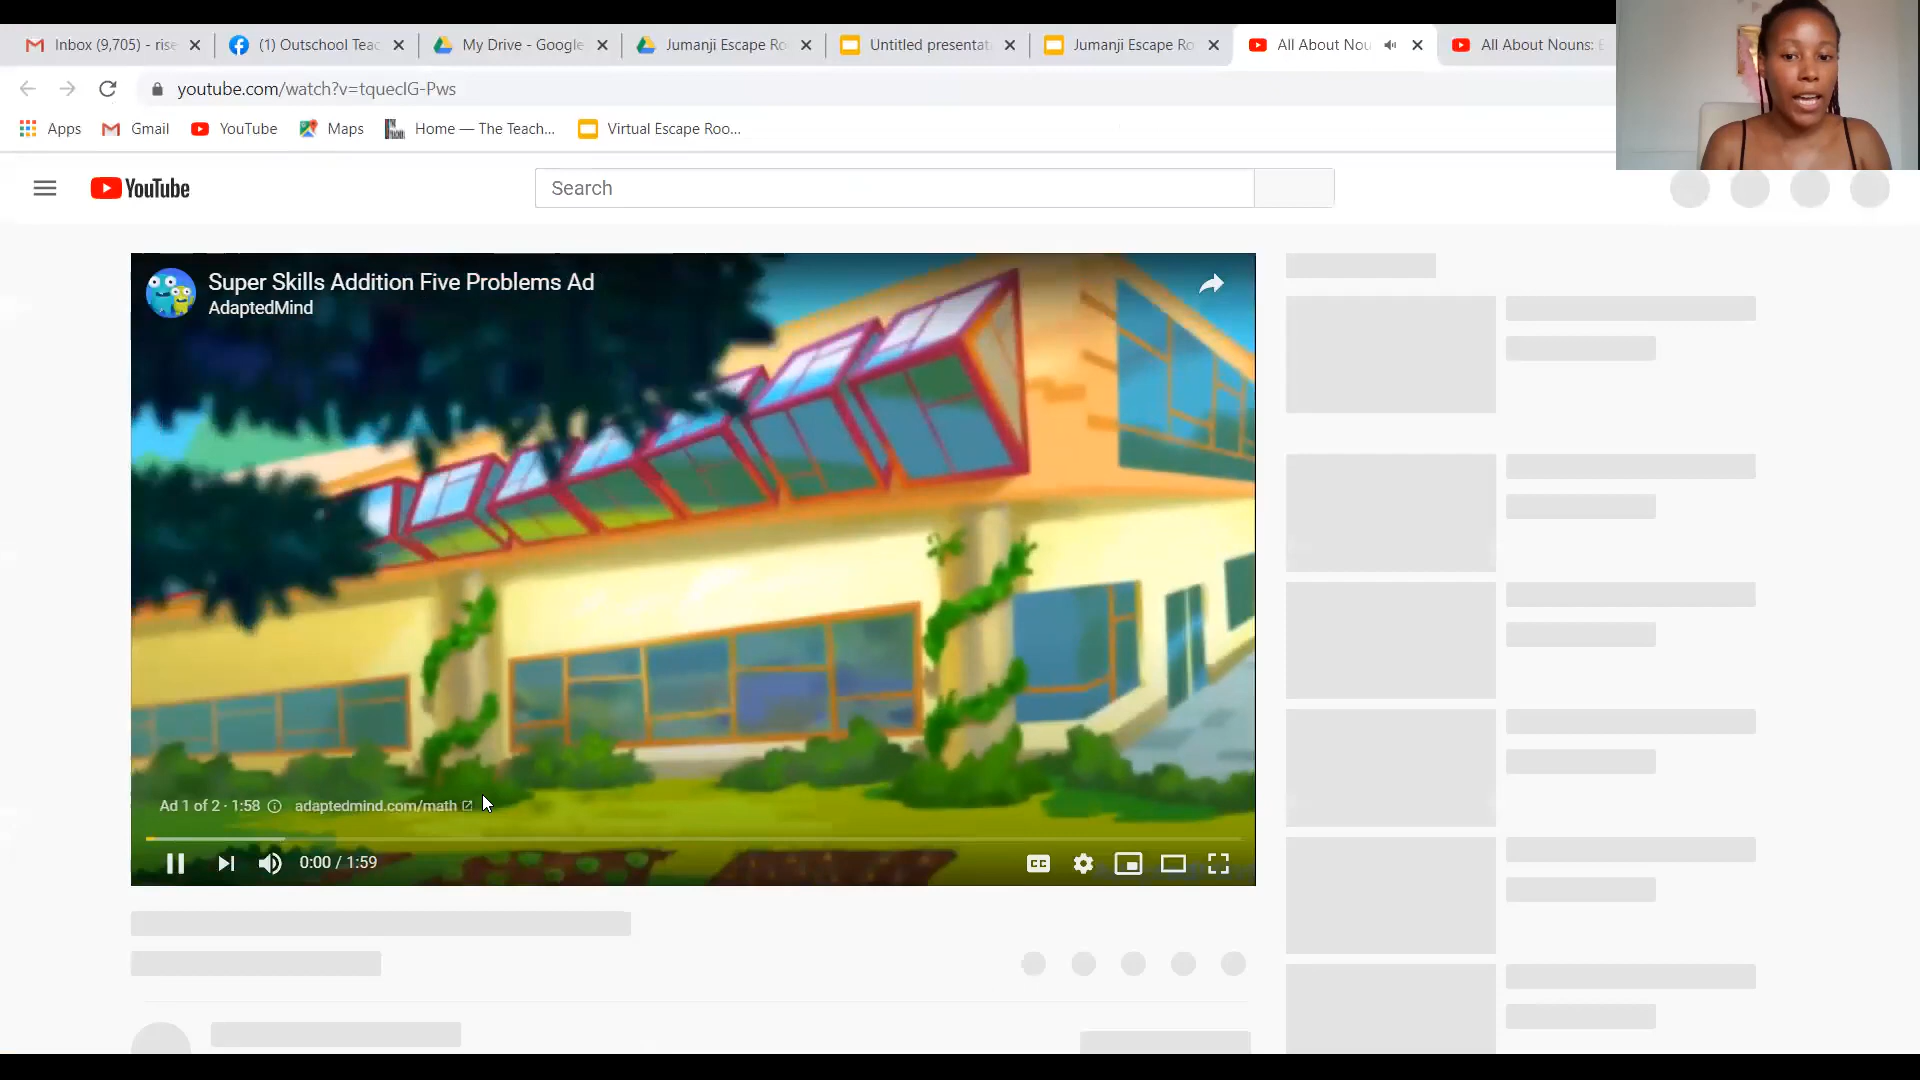 Inbox (9,705) - rise
(1) Outschool Teac
My Drive - Google
Jumanji Escape Ro
Untitled presentat
Jumanji Escape Ro
All About Nou
All About Nouns:
youtube.com/watch?v=tqueclG-Pws
Apps
Gmail
YouTube
Maps
Home — The Teach...
Virtual Escape Roo...
YouTube
Search
Super Skills Addition Five Problems Ad
AdaptedMind
Ad 1 of 2 · 1:58
adaptedmind.com/math
0:00 / 1:59
CC